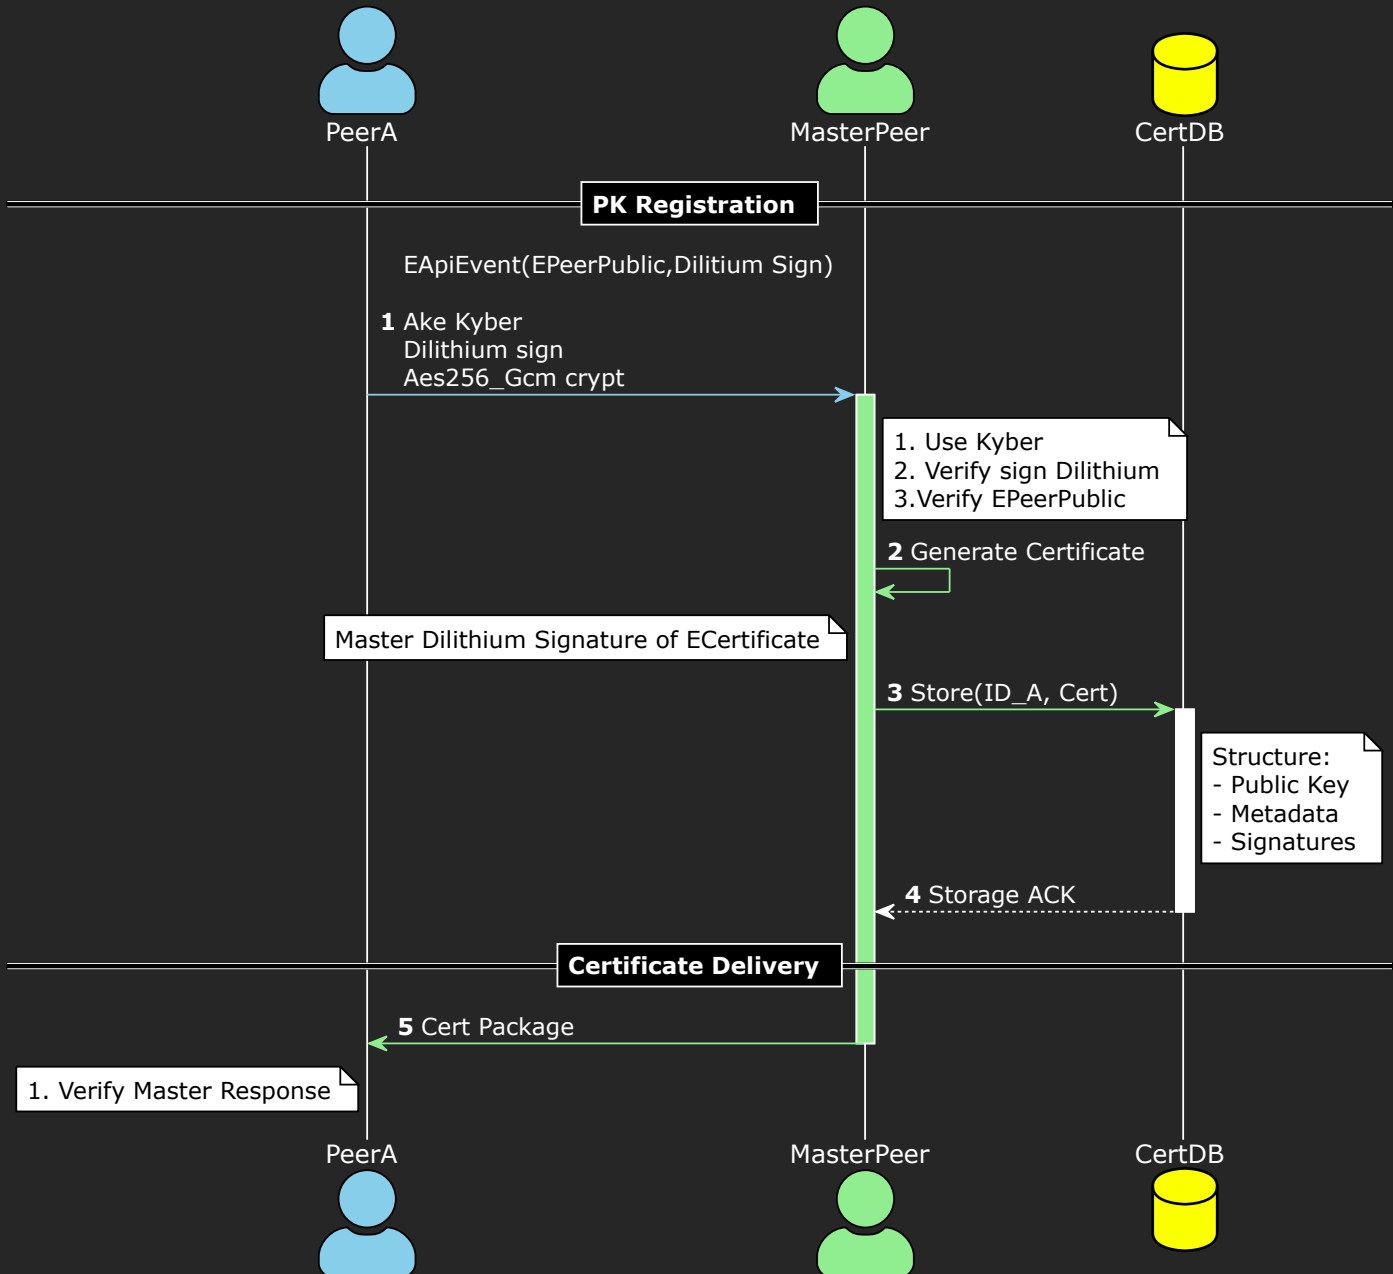 PeerA
MasterPeer
CertDB
PK Registration
EApiEvent(EPeerPublic,Dilitium Sign)
1 Ake Kyber
Dilithium sign
Aes256_Gcm crypt
1. Use Kyber
2. Verify sign Dilithium
3.Verify EPeerPublic
2 Generate Certificate
Master Dilithium Signature of ECertificate
3 Store(ID_A, Cert)
Structure:
- Public Key
- Metadata
- Signatures
4 Storage ACK
Certificate Delivery
5 Cert Package
1. Verify Master Response
PeerA
MasterPeer
CertDB